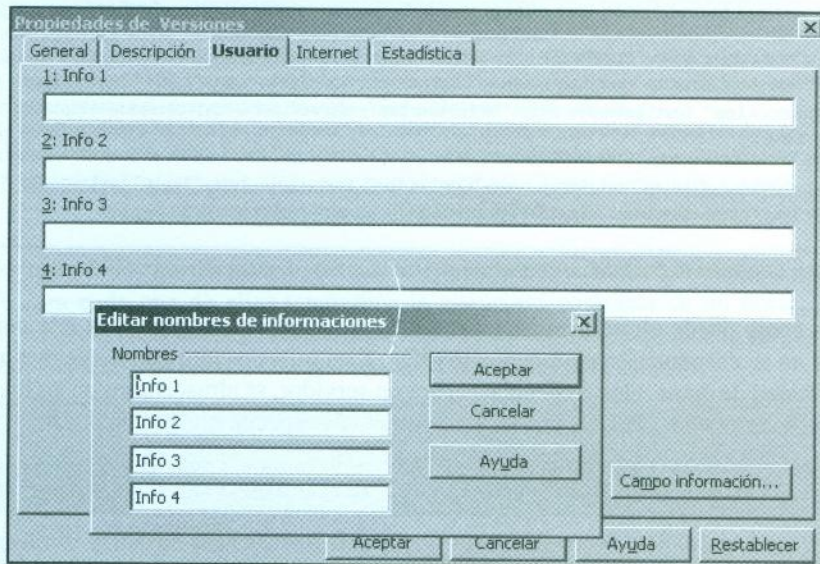 Propiedades de Versiones
General Descripción Usuario Internet Estadística
1: Info 1
2: Info 2
3: Info 3
4: Info 4
Editar nombres de informaciones
Nombres
Info 1
Info 2
Info 3
Info 4
Aceptar
Cancelar
Ayuda
Campo información...
Aceptar Cancelar Ayuda Restablecer